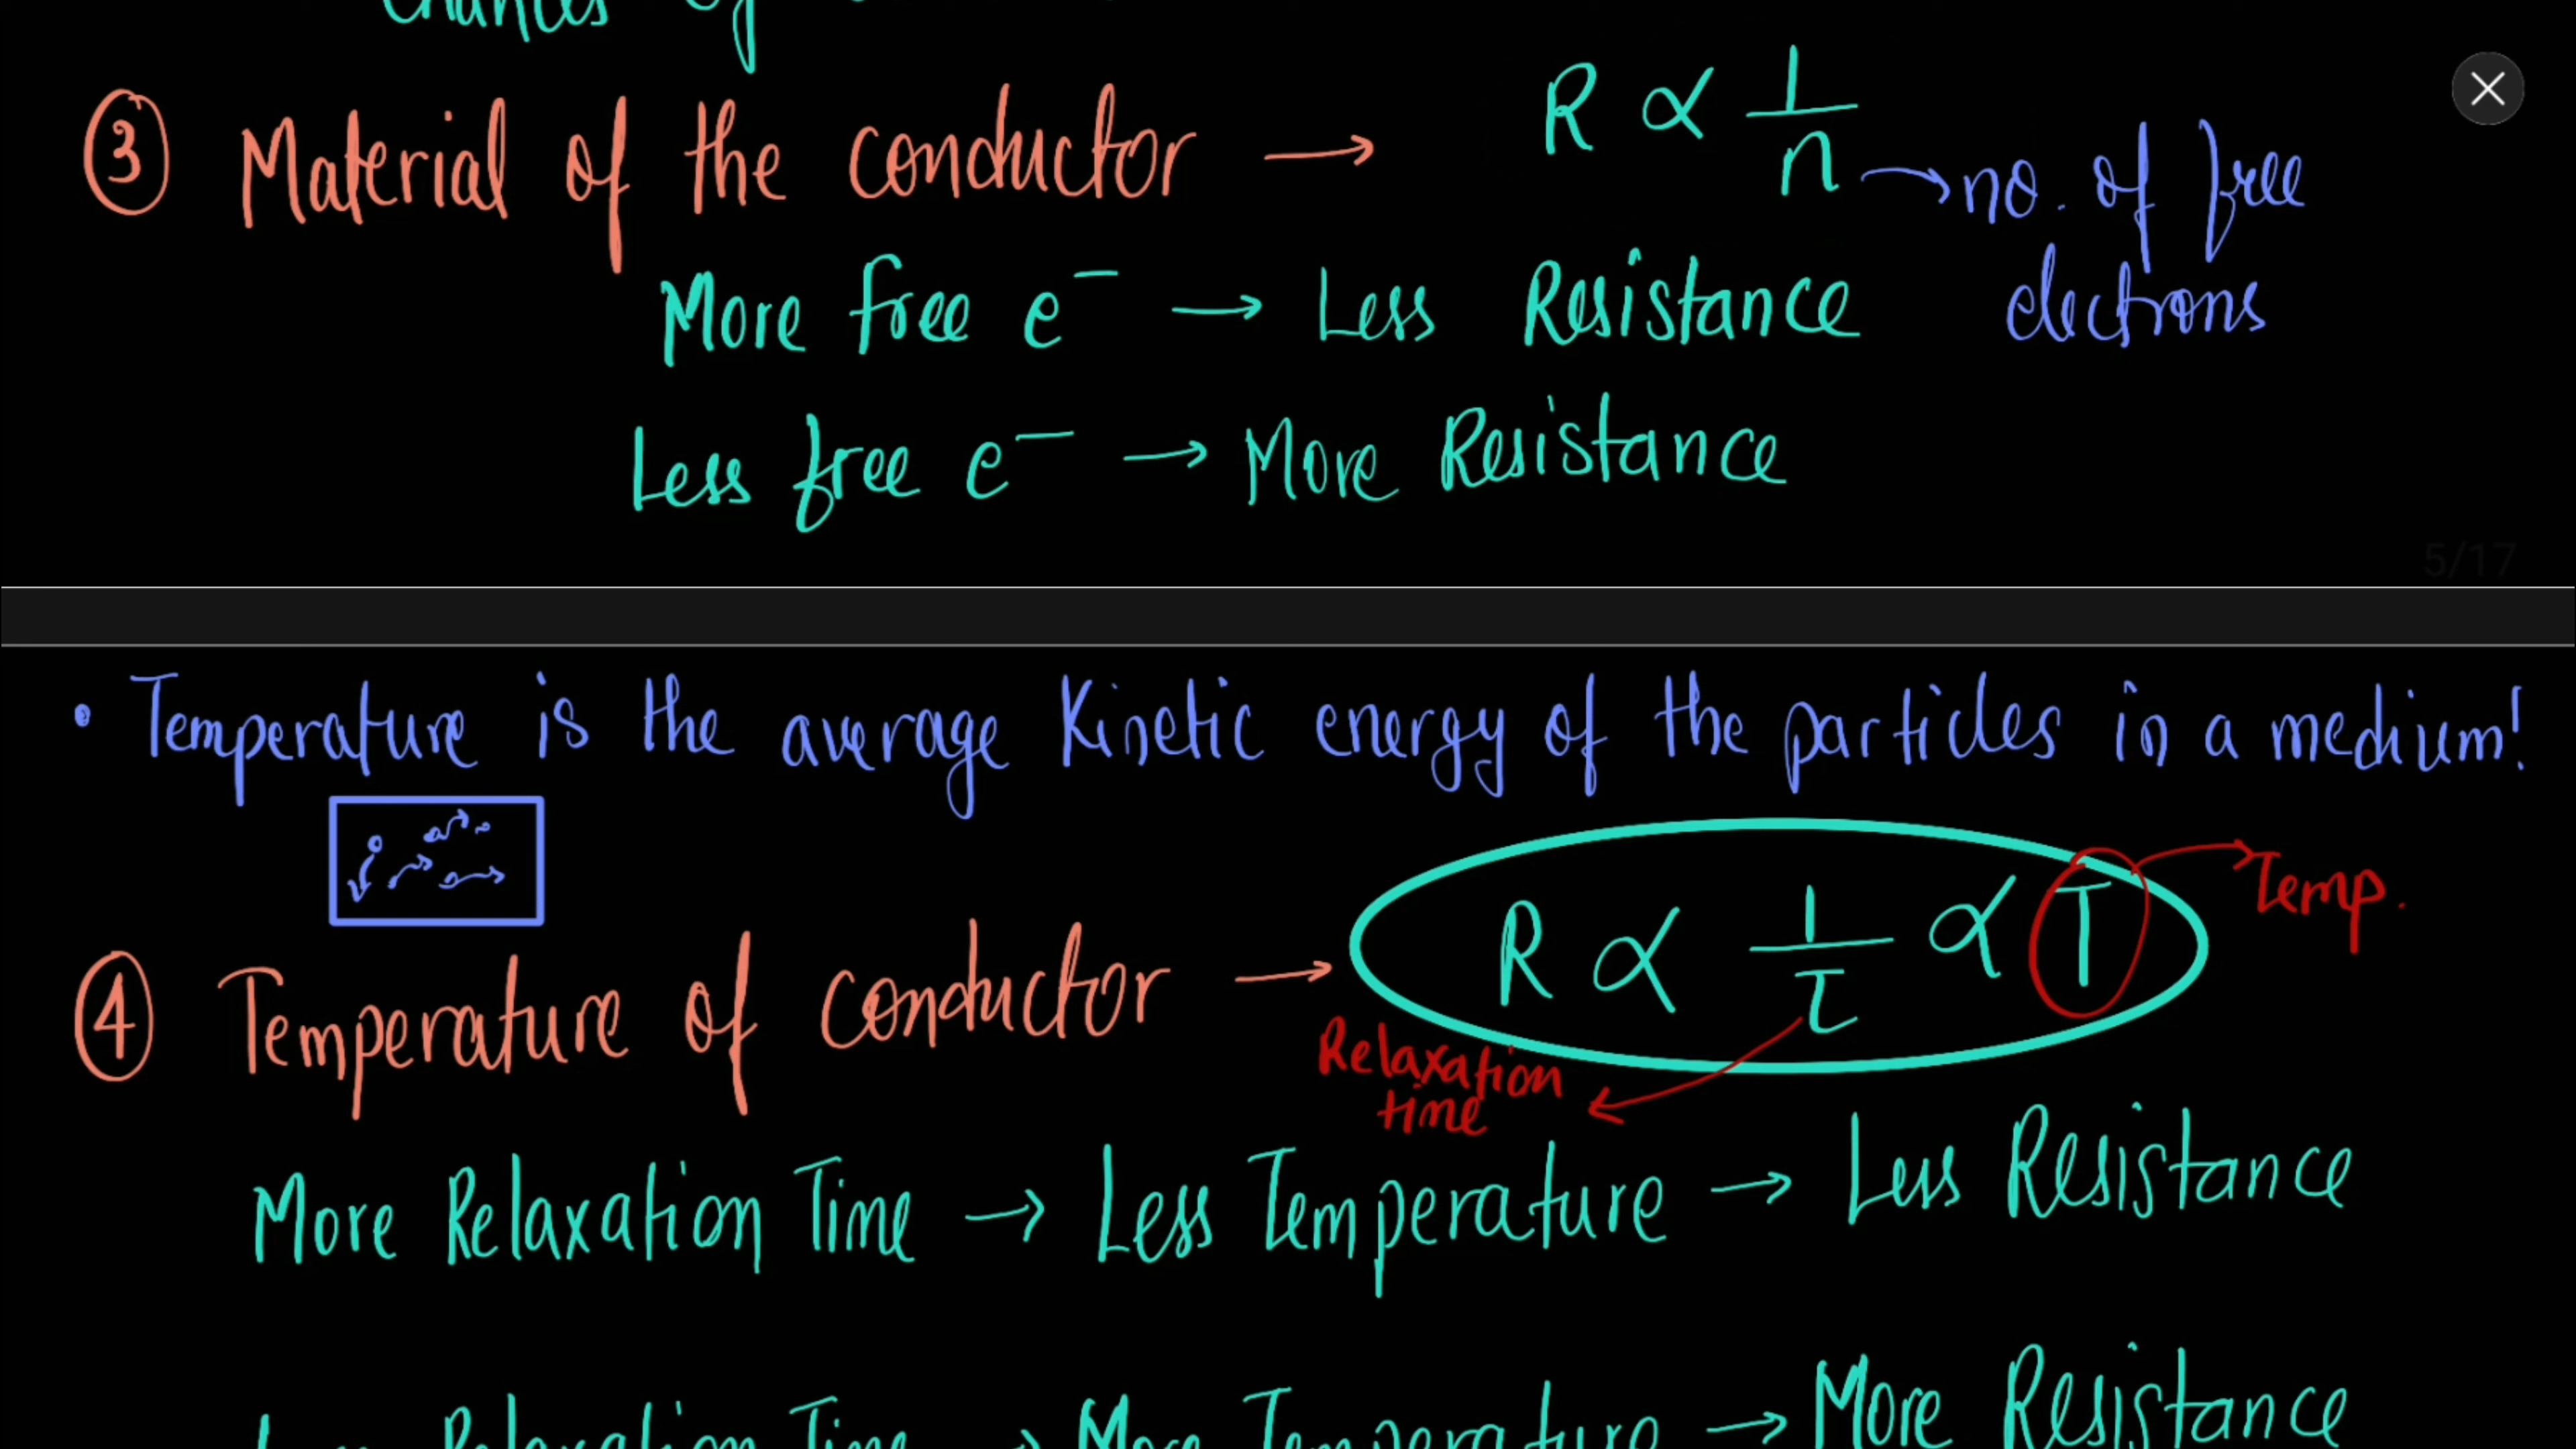 ③ Material of the conductor → R ∝ 1/n → no. of free
More free e⁻ → Less Resistance electrons
Less free e⁻ → More Resistance
5/17
• Temperature is the average Kinetic energy of the particles in a medium!
④ Temperature of conductor → R ∝ 1/τ ∝ T → Temp.
Relaxation
time
More Relaxation Time → Less Temperature → Less Resistance
Relaxation Time → More Temperature → More Resistance